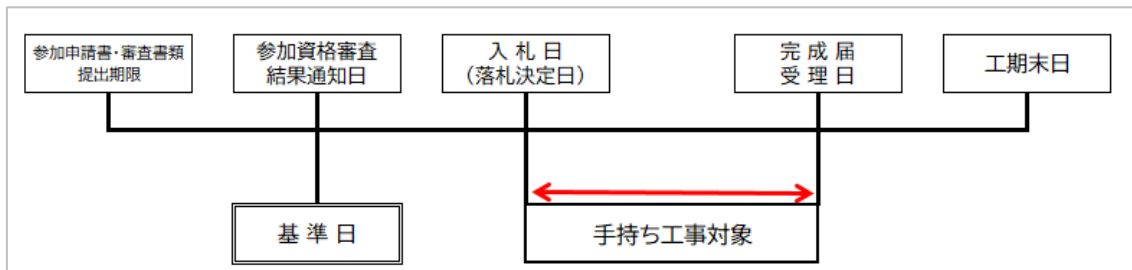 参加申請書・審査書類
提出期限
参加資格審査
結果通知日
入 札 日
（落札決定日）
完 成 届
受 理 日
工期末日
基 準 日
手持ち工事対象